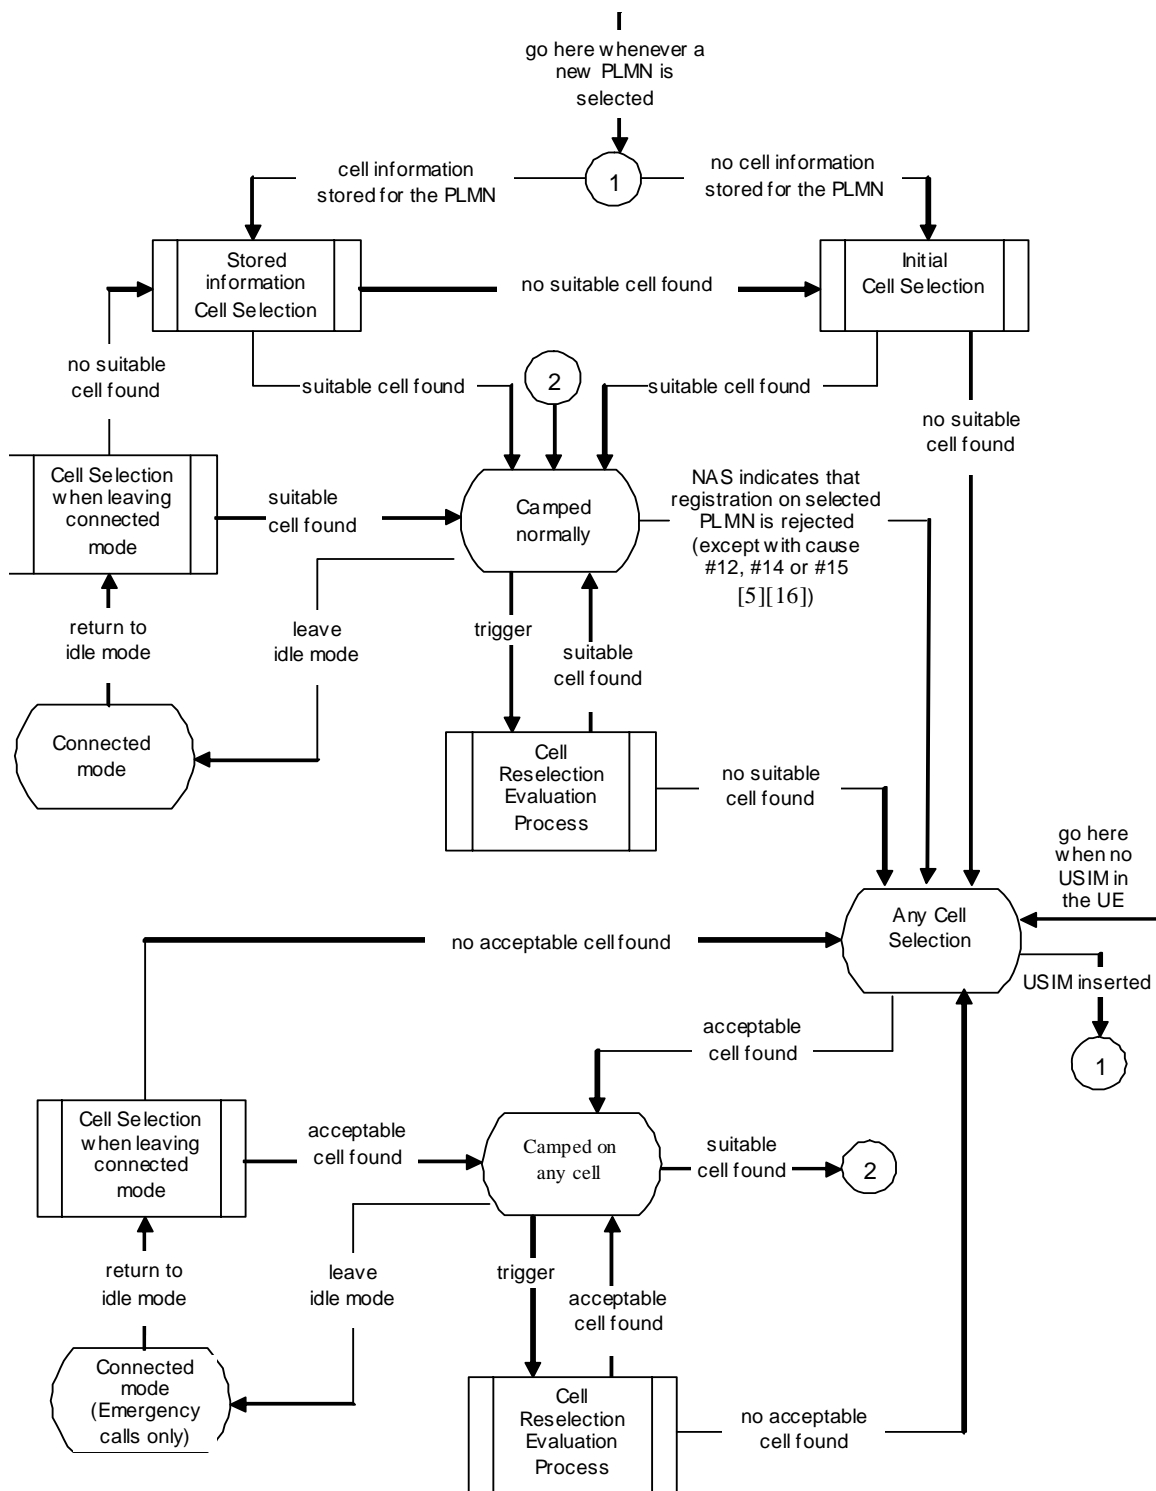 go here whenever a
new PLMN is
selected
1
cell information
stored for the PLMN
no cell information
stored for the PLMN
Stored
information
Cell Selection
no suitable cell found
Initial
Cell Selection
no suitable
cell found
suitable cell found
2
suitable cell found
no suitable
cell found
Cell Selection
when leaving
connected
mode
suitable
cell found
Camped
normally
NAS indicates that
registration on selected
PLMN is rejected
(except with cause
#12, #14 or #15
[5][16])
return to
idle mode
leave
idle mode
trigger
suitable
cell found
Connected
mode
Cell
Reselection
Evaluation
Process
no suitable
cell found
go here
when no
USIM in
the UE
Any Cell
Selection
no acceptable cell found
USIM inserted
1
acceptable
cell found
Cell Selection
when leaving
connected
mode
acceptable
cell found
Camped on
any cell
suitable
cell found
2
return to
idle mode
leave
idle mode
trigger
acceptable
cell found
Connected
mode
(Emergency
calls only)
Cell
Reselection
Evaluation
Process
no acceptable
cell found